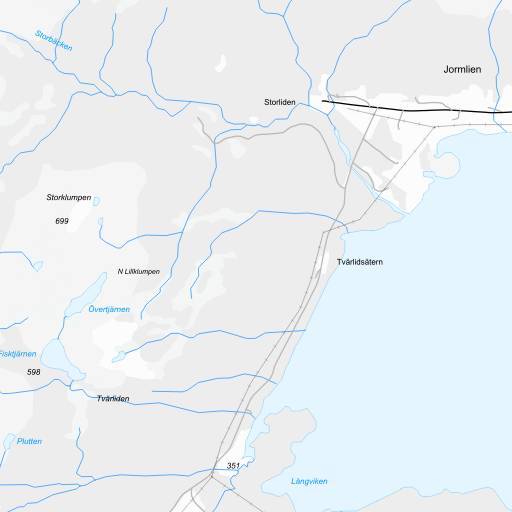 Storbäcken
Jormlien
Storliden
Storklumpen
699
Tvärlidsätern
N Lillklumpen
Övertjärnen
Fisktjärnen
598
Tvärliden
Plutten
351
Långviken